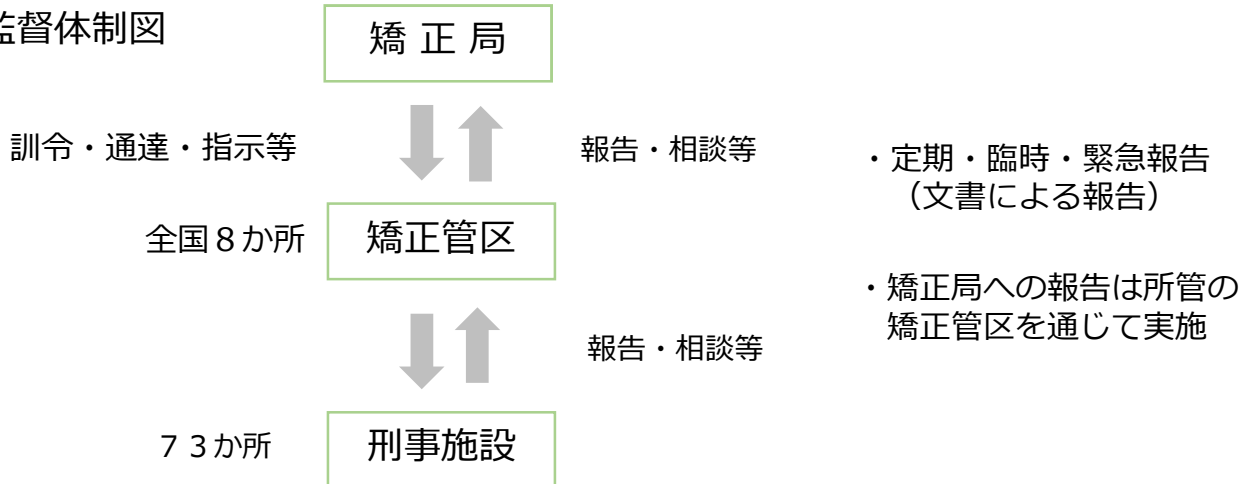 監督体制図
矯 正 局
訓令・通達・指示等
報告・相談等
・定期・臨時・緊急報告
（文書による報告）
全国８か所
矯正管区
・矯正局への報告は所管の
矯正管区を通じて実施
報告・相談等
７３か所
刑事施設